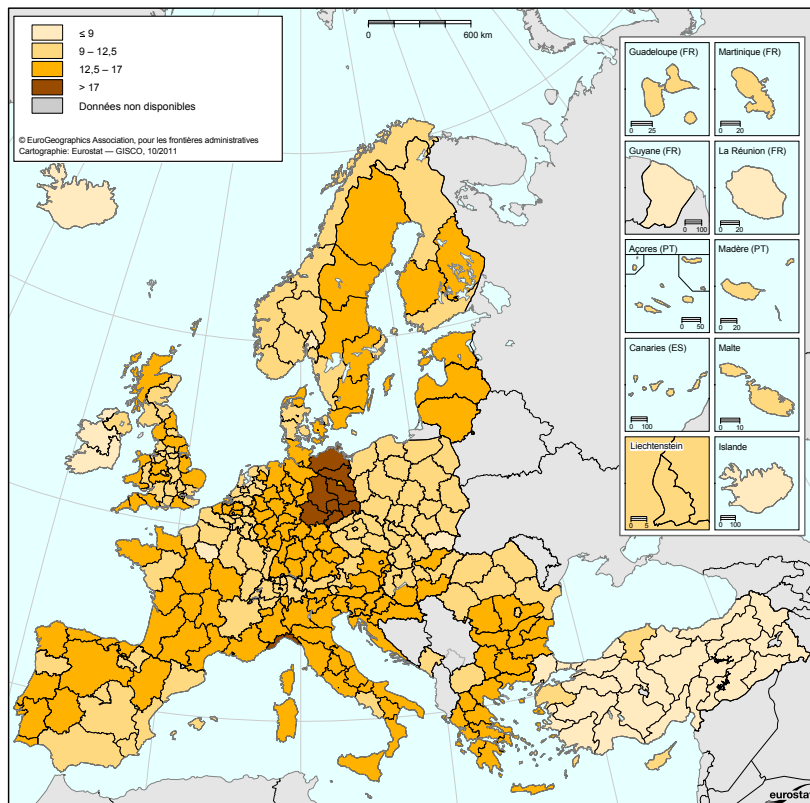 ≤ 9
9 – 12,5
12,5 – 17
> 17
Données non disponibles
© EuroGeographics Association, pour les frontières administratives
Cartographie: Eurostat — GISCO, 10/2011
0 600 km
Guadeloupe (FR)
0 25
Martinique (FR)
0 20
Guyane (FR)
0 100
La Réunion (FR)
0 20
Açores (PT)
0 50
Madère (PT)
0 20
Canaries (ES)
0 100
Malte
0 10
Liechtenstein
0 5
Islande
0 100
eurostat